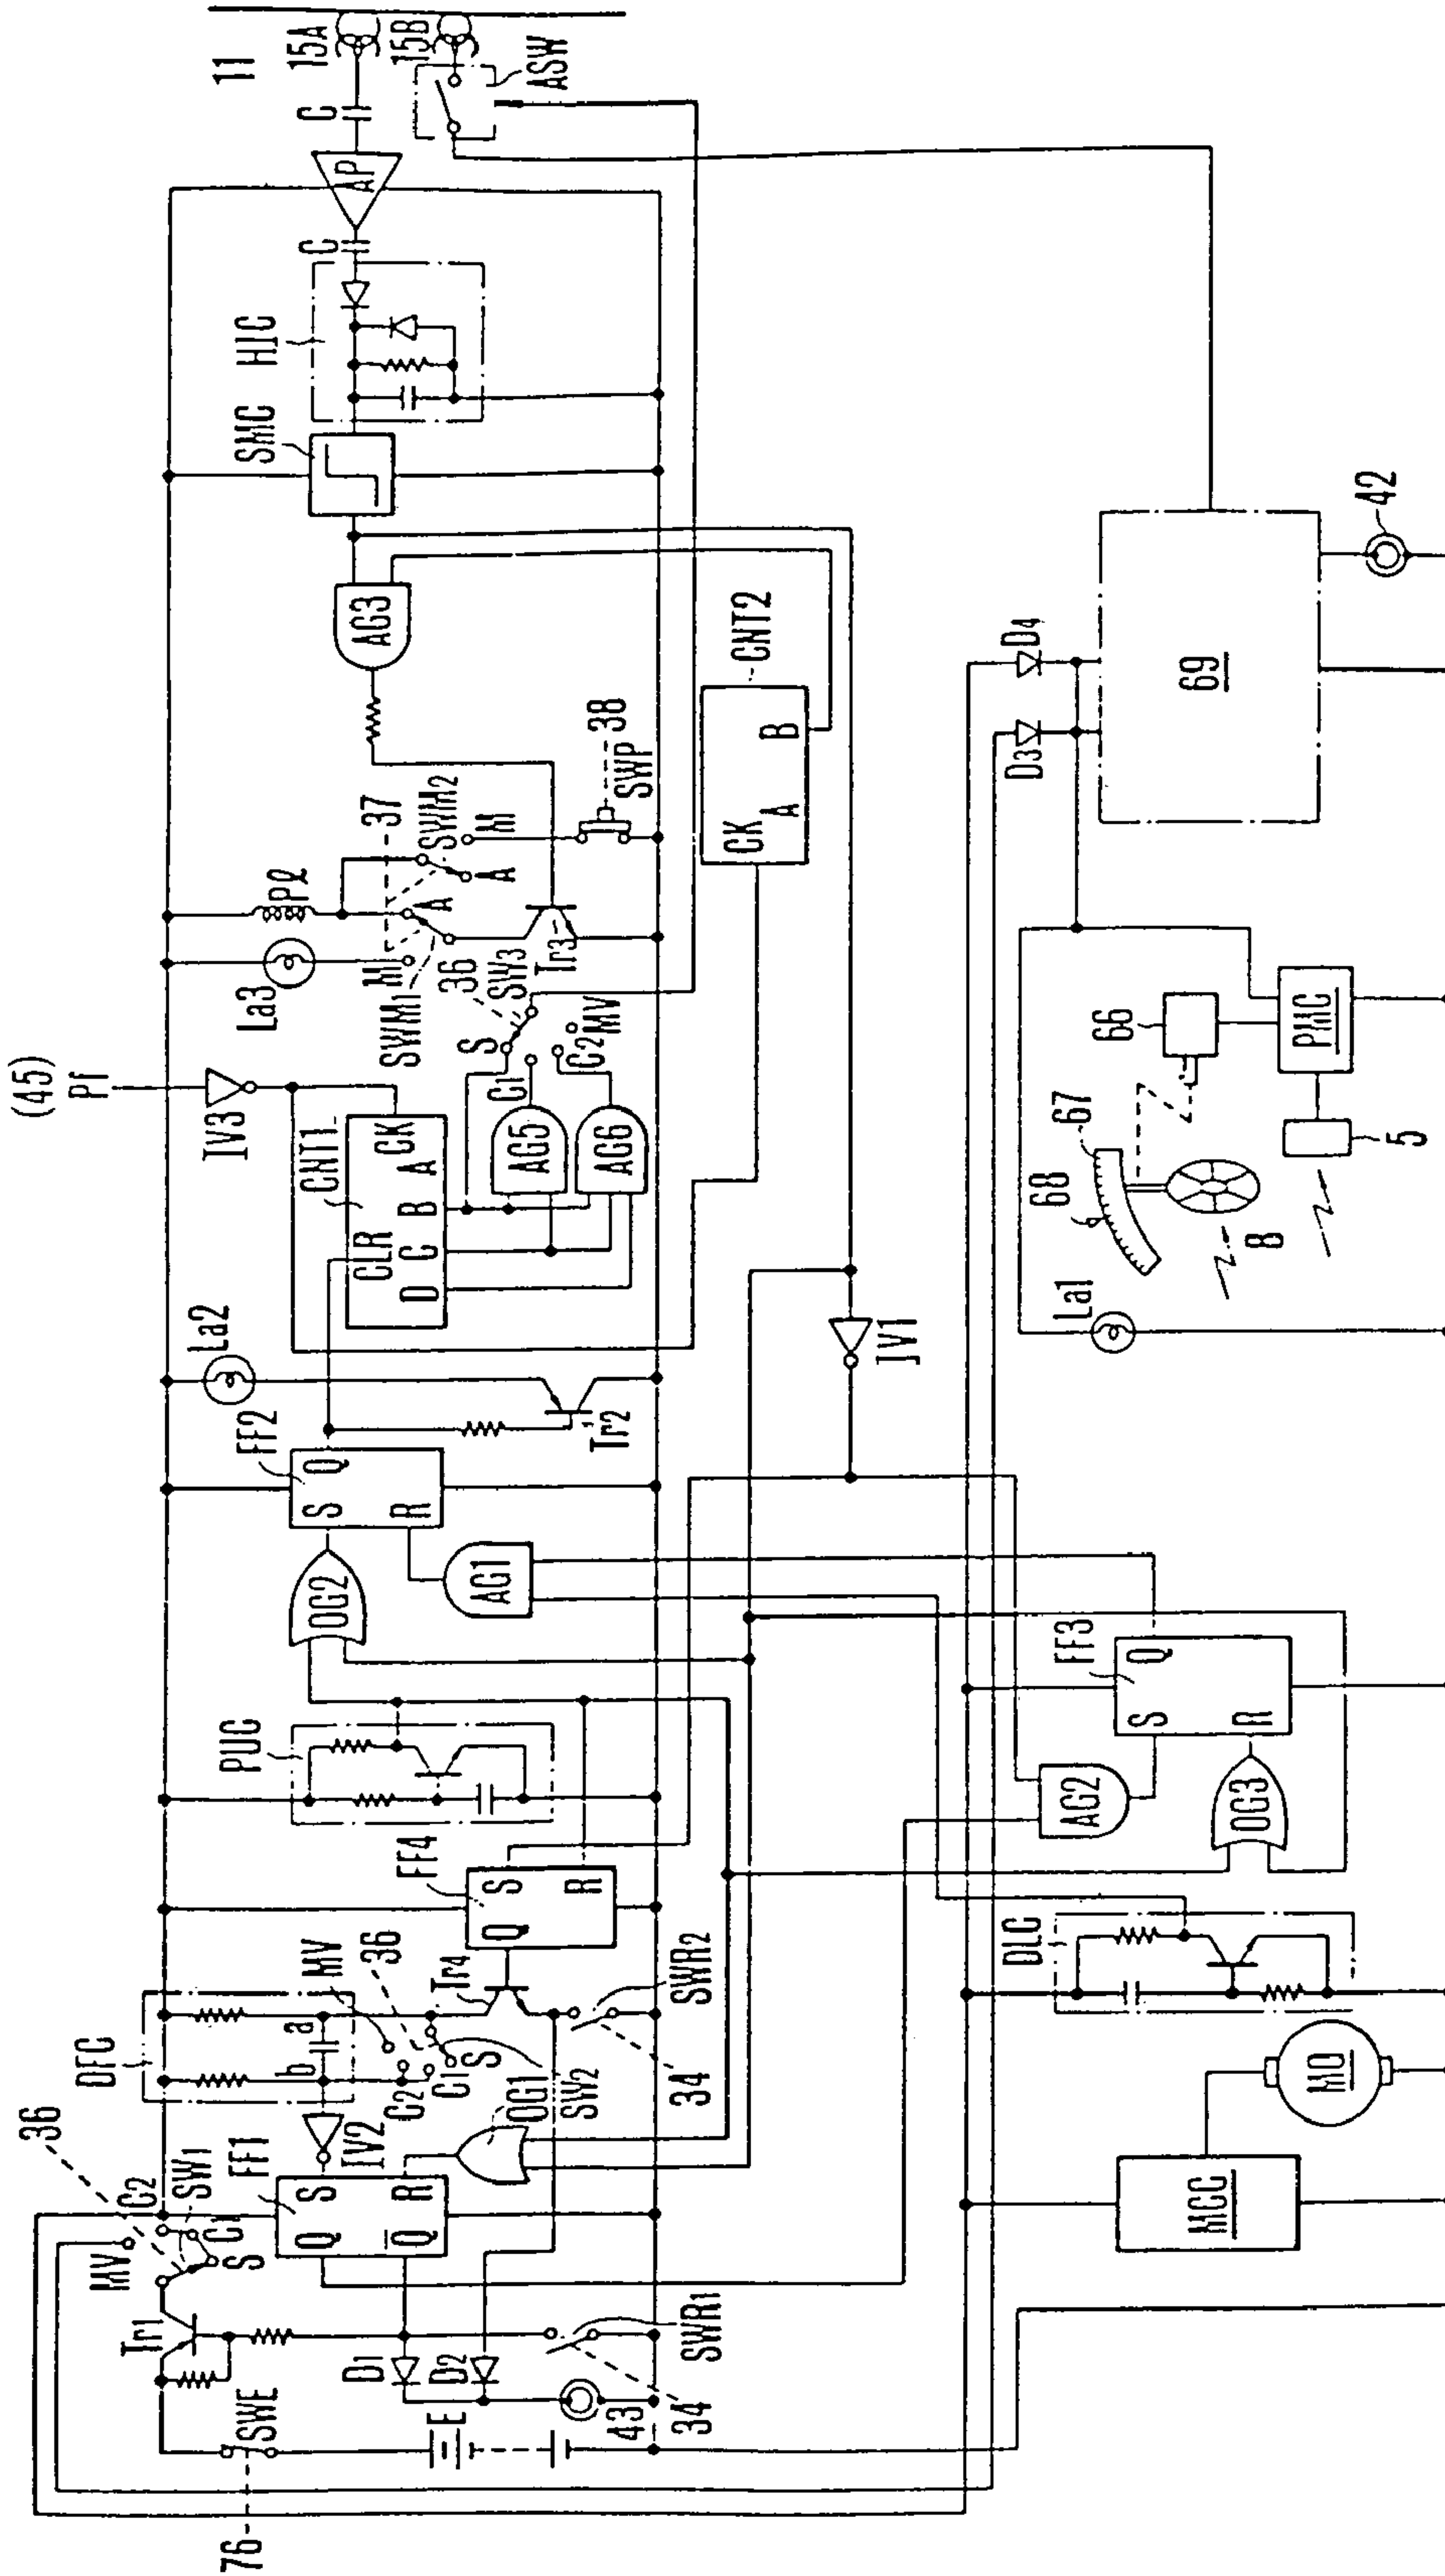 11
15A
15B
ASW
C
AP
C
HIC
SMC
AG3
CNT2
CK A B
38
SWP
37
SWM2
M
A
Pl
A
M
SWM1
La3
Tr3
36
SW3
S
C1
C2
MV
(45)
Pf
IV3
CNT1
CK
CLR
D C B A
AG5
AG6
La2
Tr2
FF2
S Q
R
OG2
AG1
IV1
PUC
FF4
Q S
R
DFC
a
b
MV
36
C2
C1
S
SW2
Tr4
SWR2
34
OG1
IV2
36
FF1
Q S
Q R
C2
SW1
C1
S
MV
Tr1
D1
D2
SWR1
34
43
E
SWE
76
D4
D3
69
42
66
67
68
8
5
PMC
La1
FF3
S Q
R
AG2
OG3
DLC
MO
MCC